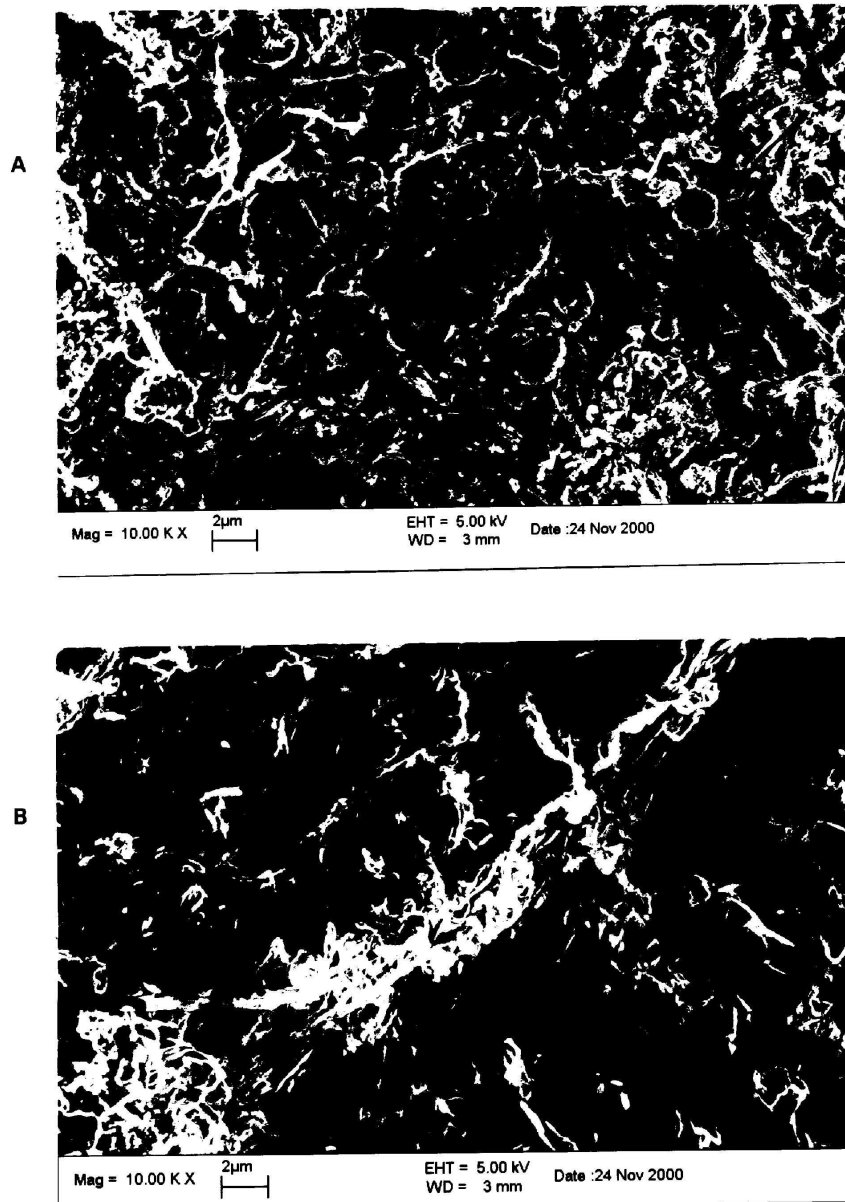 A
Mag = 10.00 K X 2µm EHT = 5.00 kV Date :24 Nov 2000
WD = 3 mm
B
Mag = 10.00 K X 2µm EHT = 5.00 kV Date :24 Nov 2000
WD = 3 mm